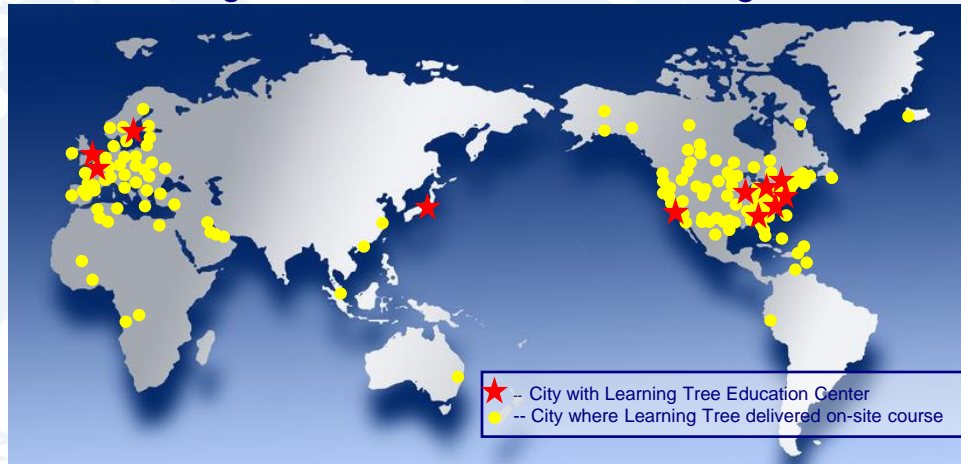 -- City with Learning Tree Education Center
-- City where Learning Tree delivered on-site course